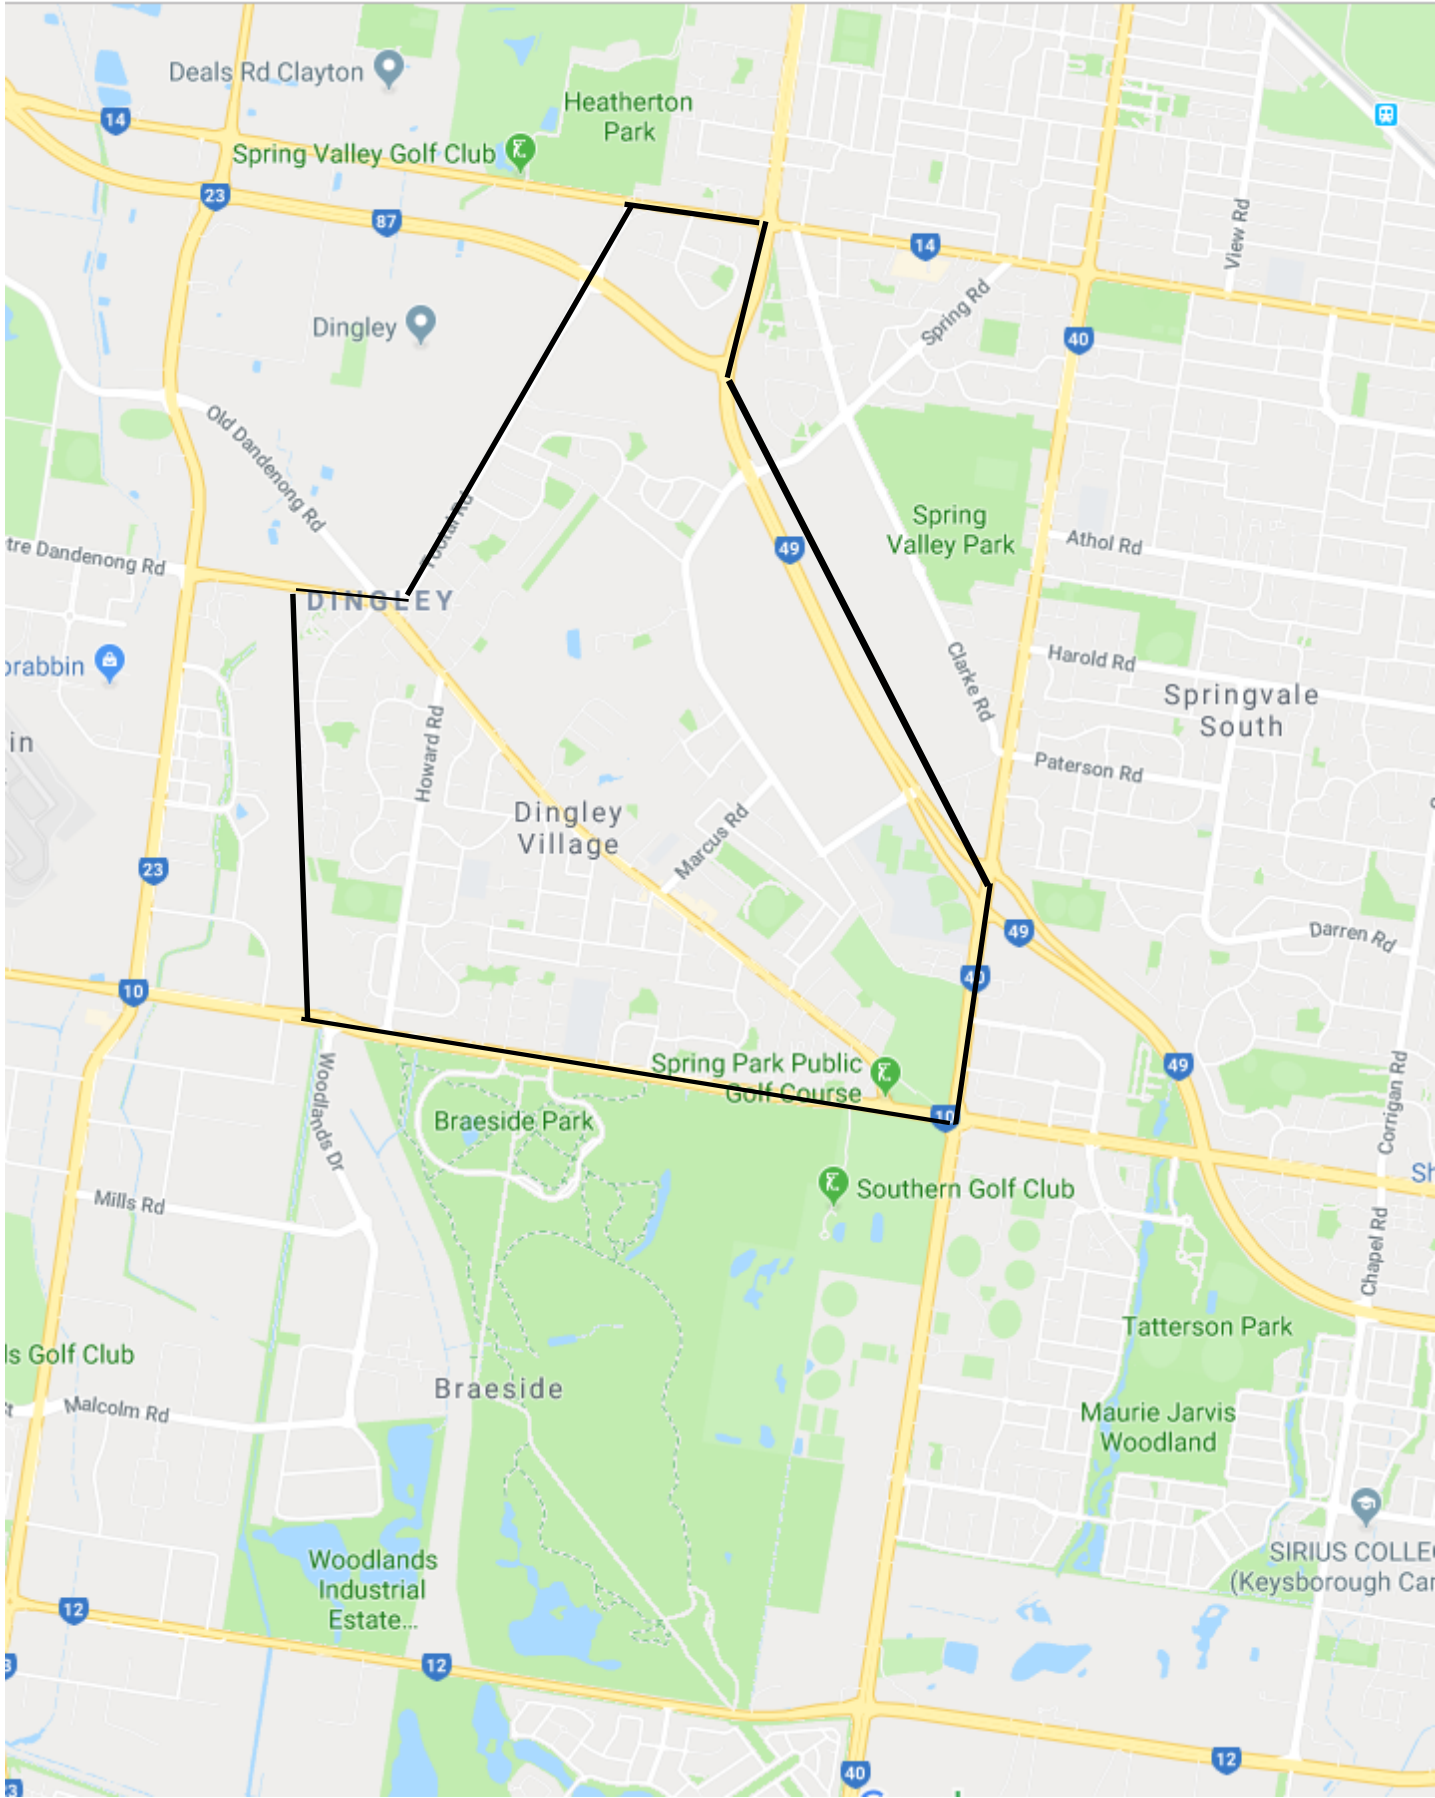 Deals Rd Clayton
14
Heatherton
Park
Spring Valley Golf Club
23
87
14
View Rd
Dingley
Spring Rd
40
Old Dandenong Rd
Spring
Valley Park
49
Athol Rd
tre Dandenong Rd
DINGLEY
Clarke Rd
Harold Rd
orabbin
Springvale
South
in
Howard Rd
Paterson Rd
Dingley
Village
Marcus Rd
23
49
Darren Rd
40
10
Spring Park Public
Golf Course
49
Woodlands Dr
Corrigan Rd
10
Braeside Park
Sh
Southern Golf Club
Mills Rd
Chapel Rd
Tatterson Park
ls Golf Club
Braeside
Malcolm Rd
Maurie Jarvis
Woodland
Woodlands
Industrial
Estate...
SIRIUS COLLE
(Keysborough Car
12
12
12
40